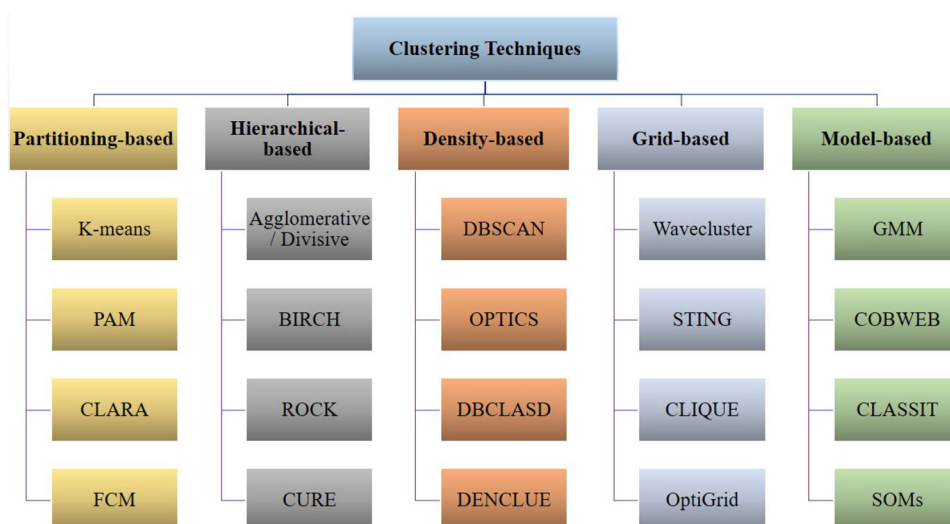 Clustering Techniques
Partitioning-based
Hierarchical-
based
Density-based
Grid-based
Model-based
K-means
Agglomerative
/ Divisive
DBSCAN
Wavecluster
GMM
PAM
BIRCH
OPTICS
STING
COBWEB
CLARA
ROCK
DBCLASD
CLIQUE
CLASSIT
FCM
CURE
DENCLUE
OptiGrid
SOMs